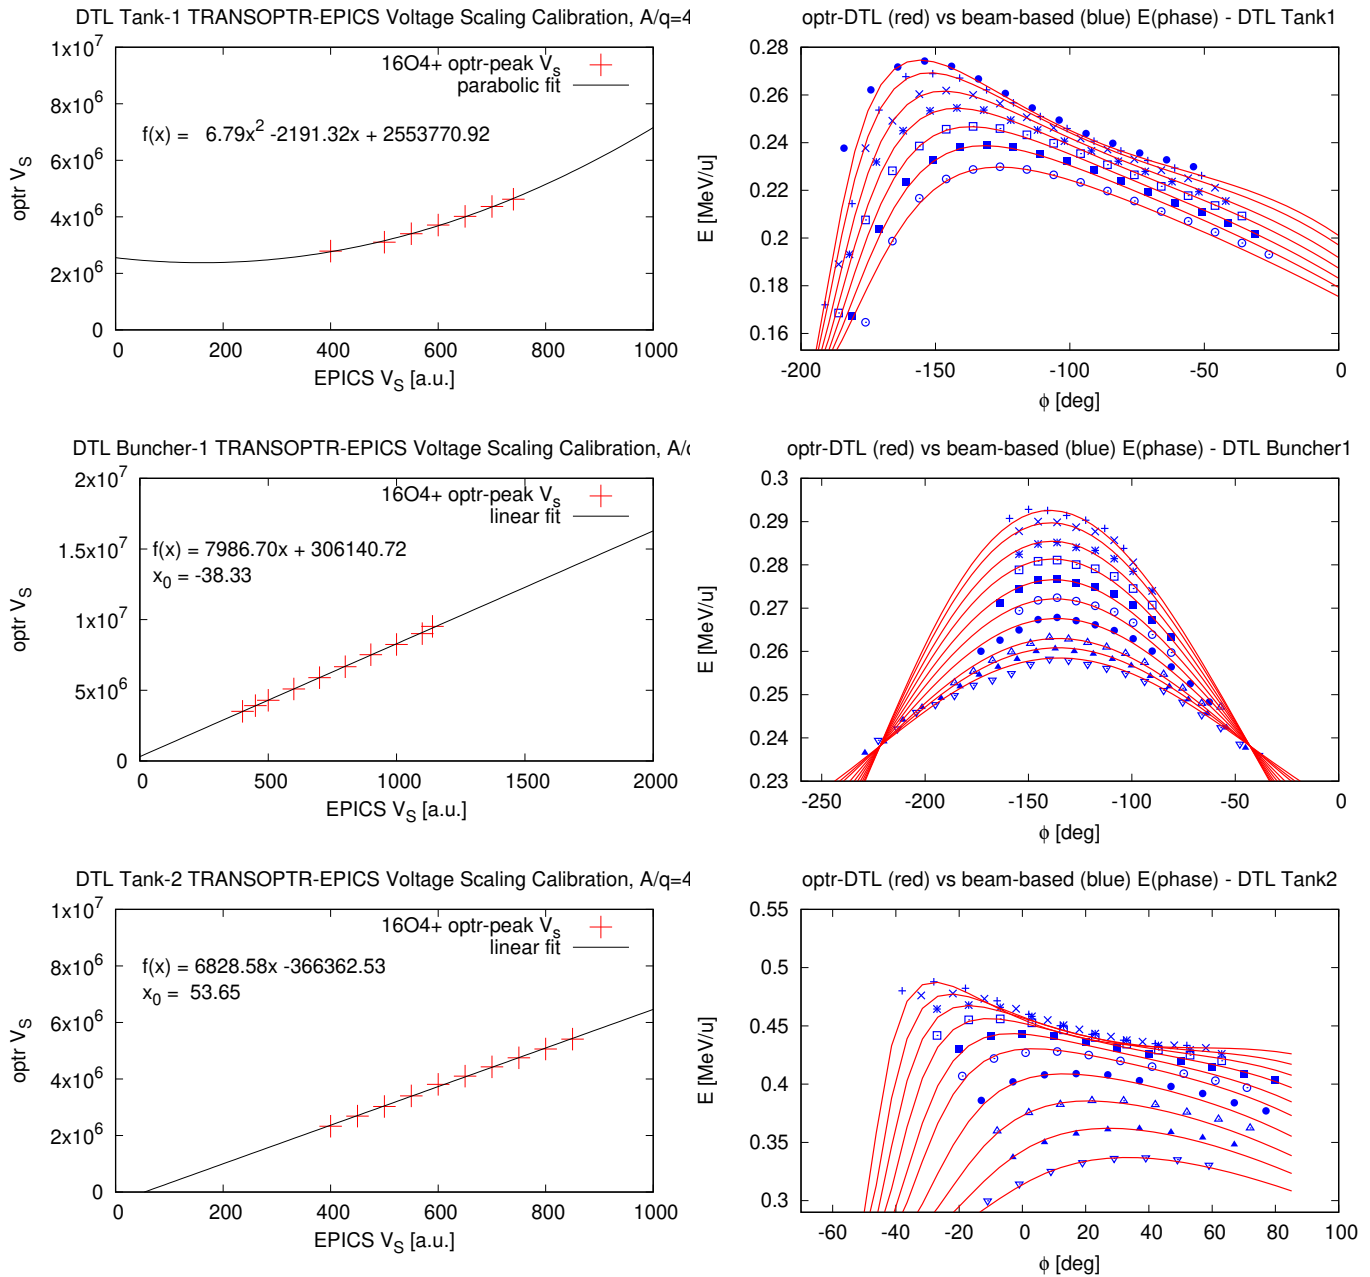 DTL Tank-1 TRANSOPTR-EPICS Voltage Scaling Calibration, A/q=4
1x10^7
8x10^6
6x10^6
4x10^6
2x10^6
0
optr V_S
16O4+ optr-peak V_s
parabolic fit
f(x) = 6.79x^2 -2191.32x + 2553770.92
0 200 400 600 800 1000
EPICS V_S [a.u.]
optr-DTL (red) vs beam-based (blue) E(phase) - DTL Tank1
0.28
0.26
0.24
0.22
0.2
0.18
0.16
E [MeV/u]
-200 -150 -100 -50 0
ϕ [deg]
DTL Buncher-1 TRANSOPTR-EPICS Voltage Scaling Calibration, A/
2x10^7
1.5x10^7
1x10^7
5x10^6
0
optr V_S
16O4+ optr-peak V_s
linear fit
f(x) = 7986.70x + 306140.72
x_0 = -38.33
0 500 1000 1500 2000
EPICS V_S [a.u.]
optr-DTL (red) vs beam-based (blue) E(phase) - DTL Buncher1
0.3
0.29
0.28
0.27
0.26
0.25
0.24
0.23
E [MeV/u]
-250 -200 -150 -100 -50 0
ϕ [deg]
DTL Tank-2 TRANSOPTR-EPICS Voltage Scaling Calibration, A/q=4
1x10^7
8x10^6
6x10^6
4x10^6
2x10^6
0
optr V_S
16O4+ optr-peak V_s
linear fit
f(x) = 6828.58x -366362.53
x_0 = 53.65
0 200 400 600 800 1000
EPICS V_S [a.u.]
optr-DTL (red) vs beam-based (blue) E(phase) - DTL Tank2
0.55
0.5
0.45
0.4
0.35
0.3
E [MeV/u]
-60 -40 -20 0 20 40 60 80 100
ϕ [deg]